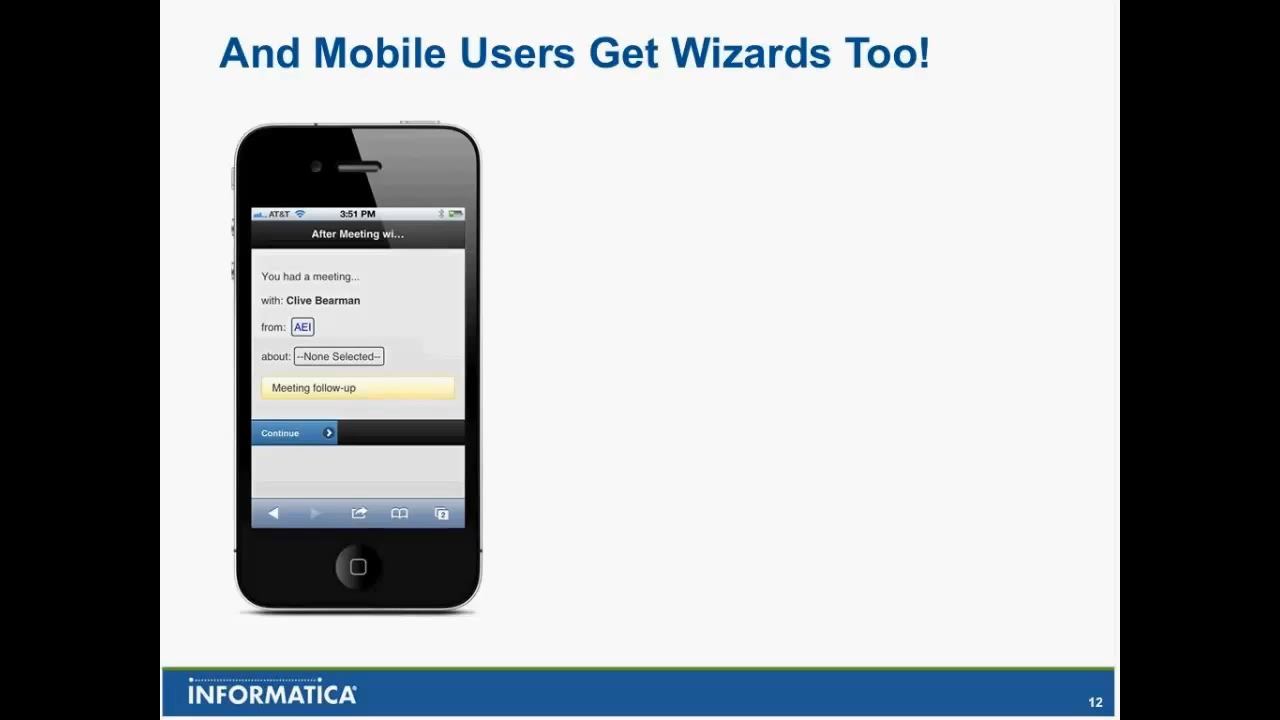 And Mobile Users Get Wizards Too!
AT&T 3:51 PM
After Meeting wi...
You had a meeting...
with: Clive Bearman
from: AEI
about: --None Selected--
Meeting follow-up
Continue
2
INFORMATICA
12